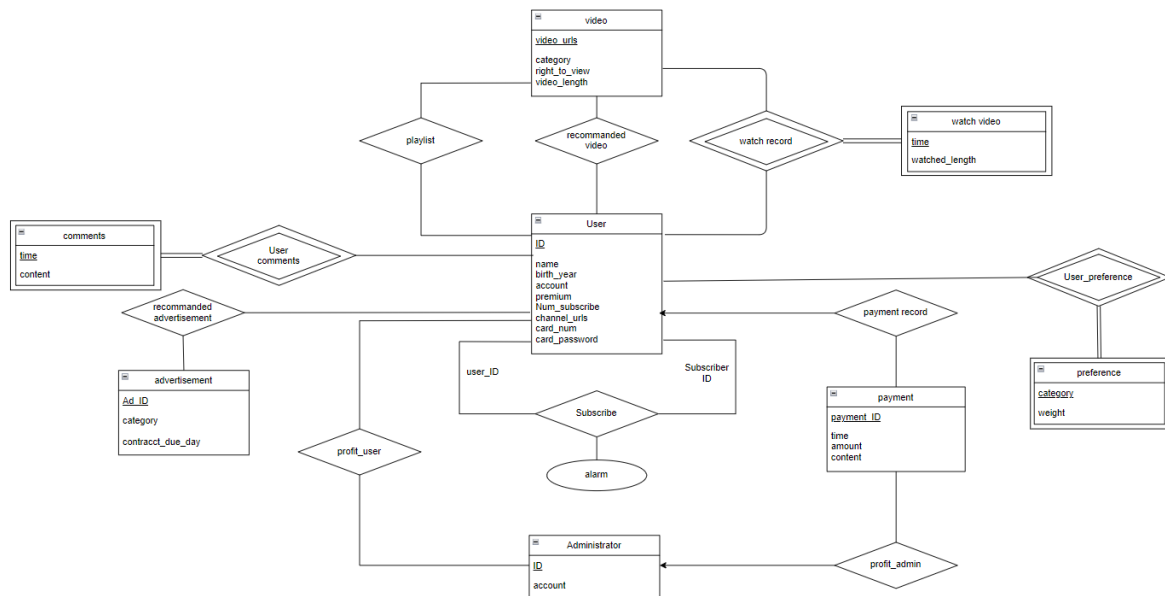 video
video_urls
category
right_to_view
video_length
playlist
recommanded
video
watch record
watch video
time
watched_length
comments
time
content
User
comments
User
ID
name
birth_year
account
premium
Num_subscribe
channel_urls
card_num
card_password
User_preference
recommanded
advertisement
payment record
advertisement
Ad_ID
category
contracct_due_day
user_ID
Subscriber
ID
preference
category
weight
Subscribe
payment
payment_ID
time
amount
content
profit_user
alarm
Administrator
ID
account
profit_admin